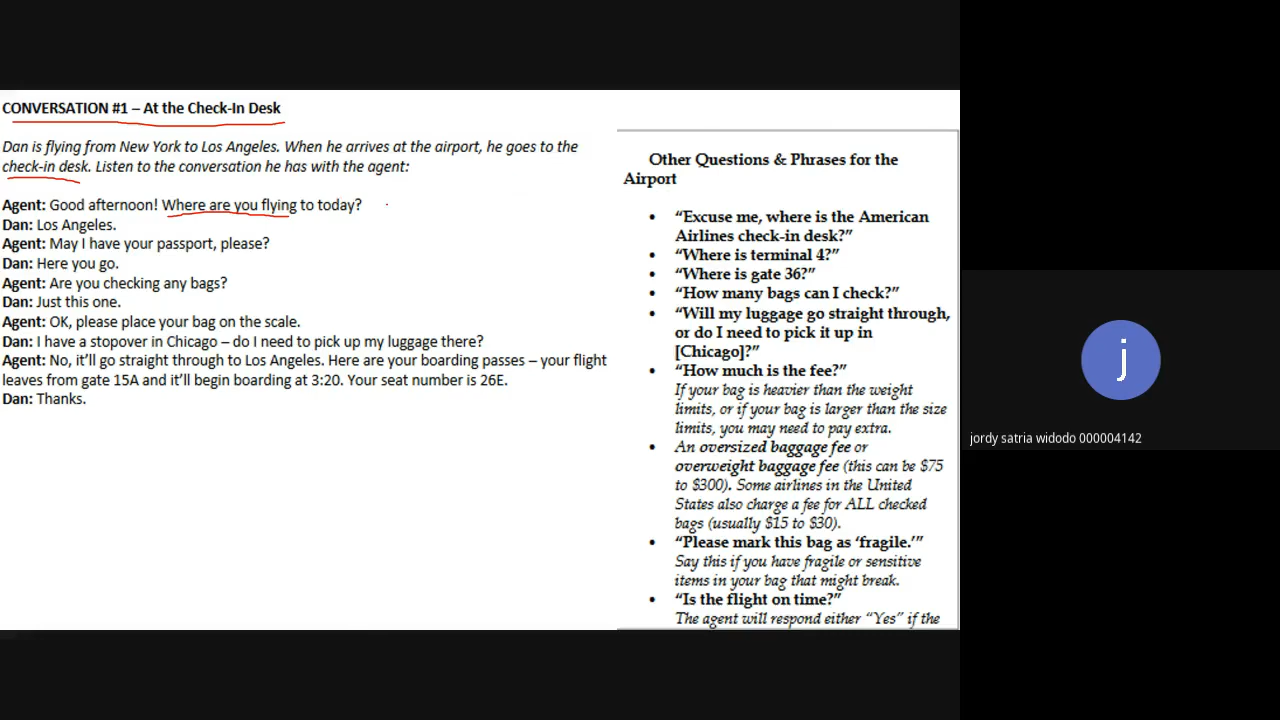 CONVERSATION #1 – At the Check-In Desk
Dan is flying from New York to Los Angeles. When he arrives at the airport, he goes to the
check-in desk. Listen to the conversation he has with the agent:
Agent: Good afternoon! Where are you flying to today?
Dan: Los Angeles.
Agent: May I have your passport, please?
Dan: Here you go.
Agent: Are you checking any bags?
Dan: Just this one.
Agent: OK, please place your bag on the scale.
Dan: I have a stopover in Chicago – do I need to pick up my luggage there?
Agent: No, it’ll go straight through to Los Angeles. Here are your boarding passes – your flight
leaves from gate 15A and it’ll begin boarding at 3:20. Your seat number is 26E.
Dan: Thanks.
Other Questions & Phrases for the
Airport
• “Excuse me, where is the American
Airlines check-in desk?”
• “Where is terminal 4?”
• “Where is gate 36?”
• “How many bags can I check?”
• “Will my luggage go straight through,
or do I need to pick it up in
[Chicago]?”
• “How much is the fee?”
If your bag is heavier than the weight
limits, or if your bag is larger than the size
limits, you may need to pay extra.
• An oversized baggage fee or
overweight baggage fee (this can be $75
to $300). Some airlines in the United
States also charge a fee for ALL checked
bags (usually $15 to $30).
• “Please mark this bag as ‘fragile.’”
Say this if you have fragile or sensitive
items in your bag that might break.
• “Is the flight on time?”
The agent will respond either “Yes” if the
j
jordy satria widodo 000004142